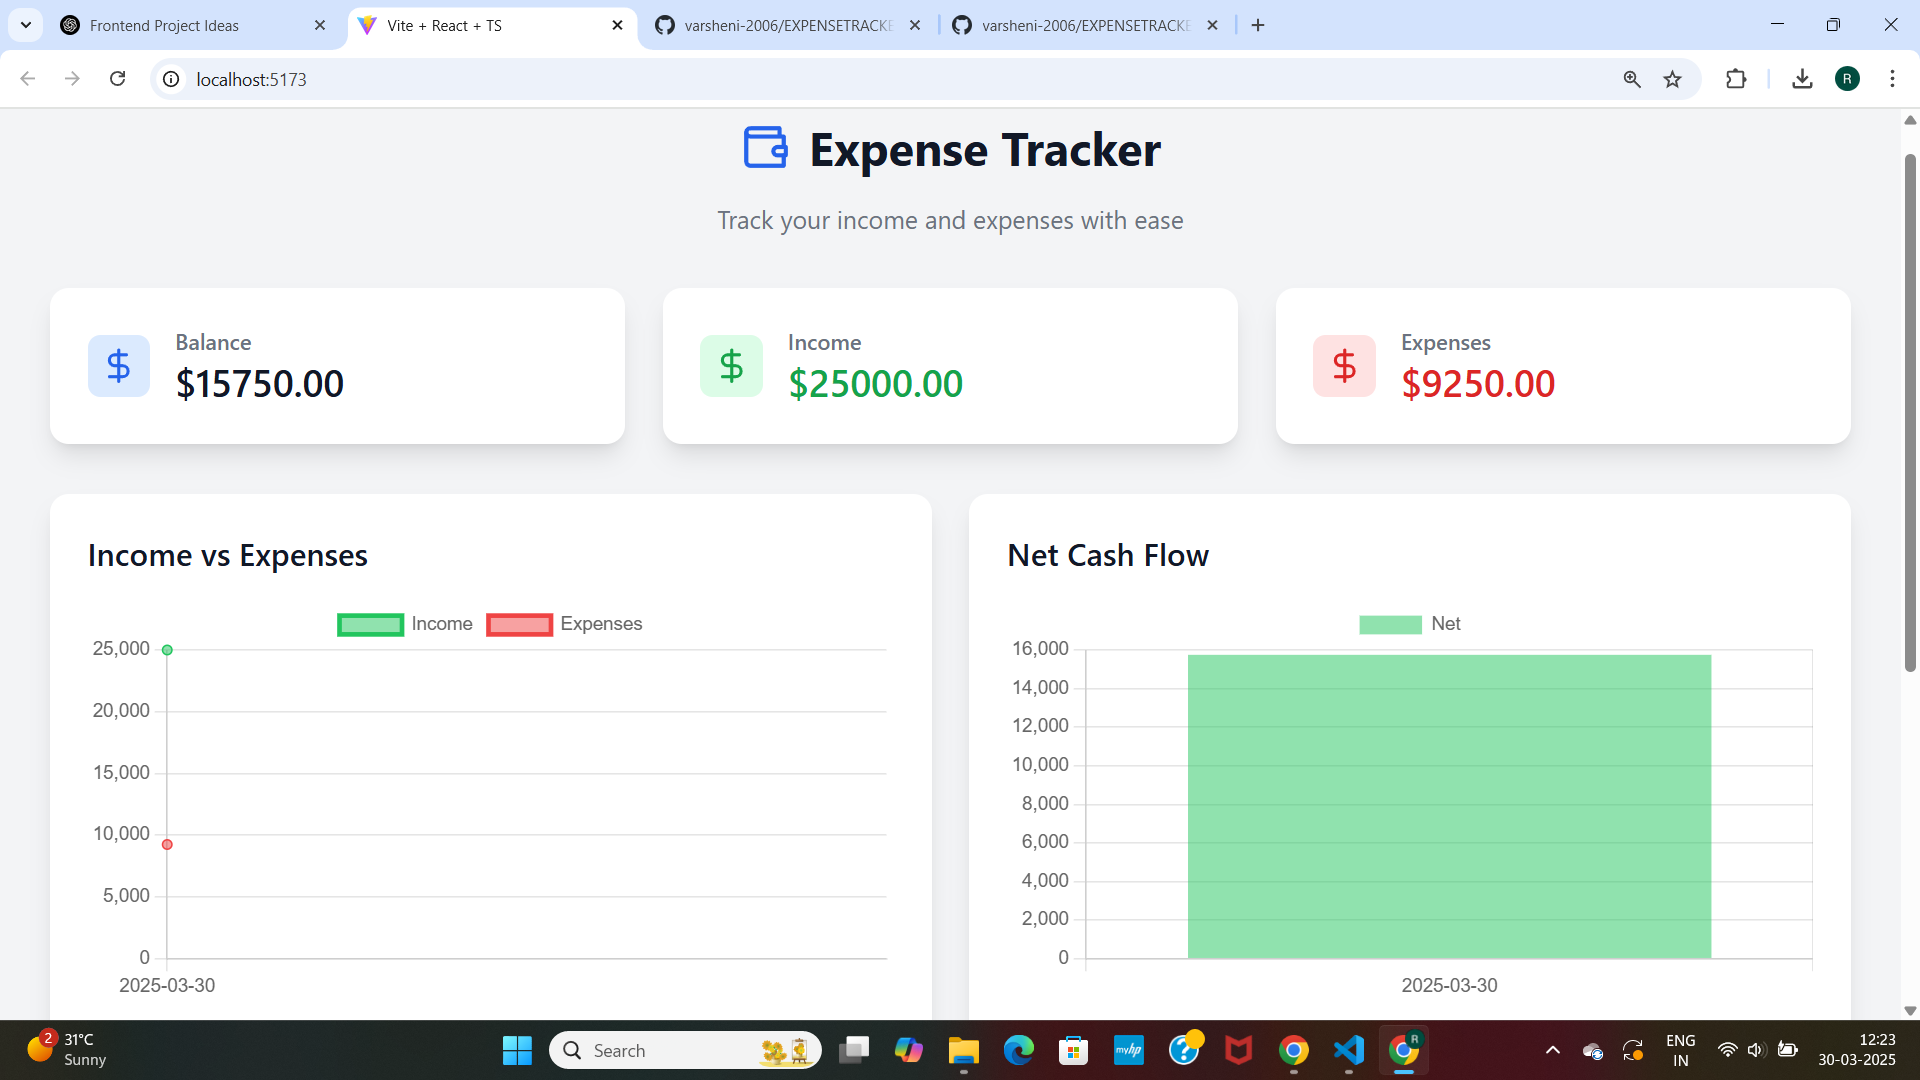 Frontend Project Ideas
Vite + React + TS
varsheni-2006/EXPENSETRACKE
varsheni-2006/EXPENSETRACKE
localhost:5173
R
Expense Tracker
Track your income and expenses with ease
Balance
$15750.00
Income
$25000.00
Expenses
$9250.00
Income vs Expenses
Income
Expenses
25,000
20,000
15,000
10,000
5,000
0
2025-03-30
Net Cash Flow
Net
16,000
14,000
12,000
10,000
8,000
6,000
4,000
2,000
0
2025-03-30
2
31°C
Sunny
Search
myhp
?
R
ENG
IN
12:23
30-03-2025